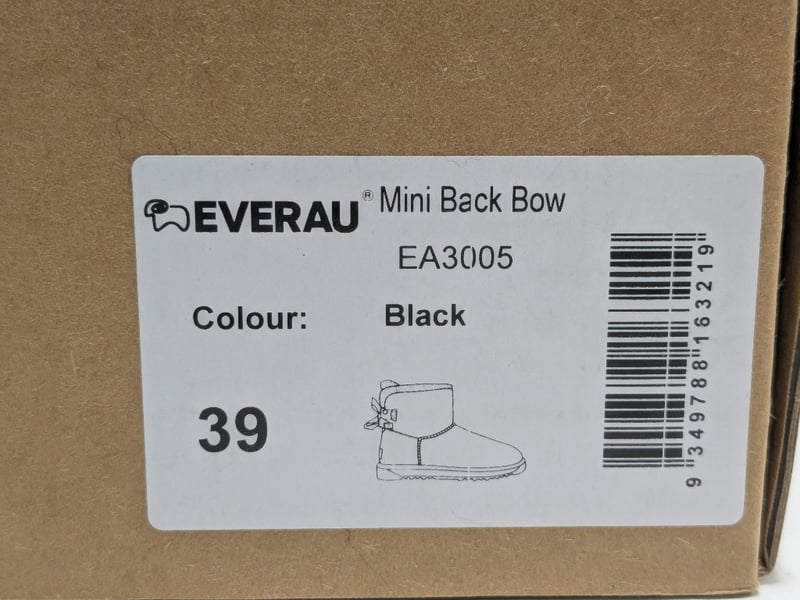 EVERAU® Mini Back Bow
EA3005
Colour: Black
39
9 "349788"163219"